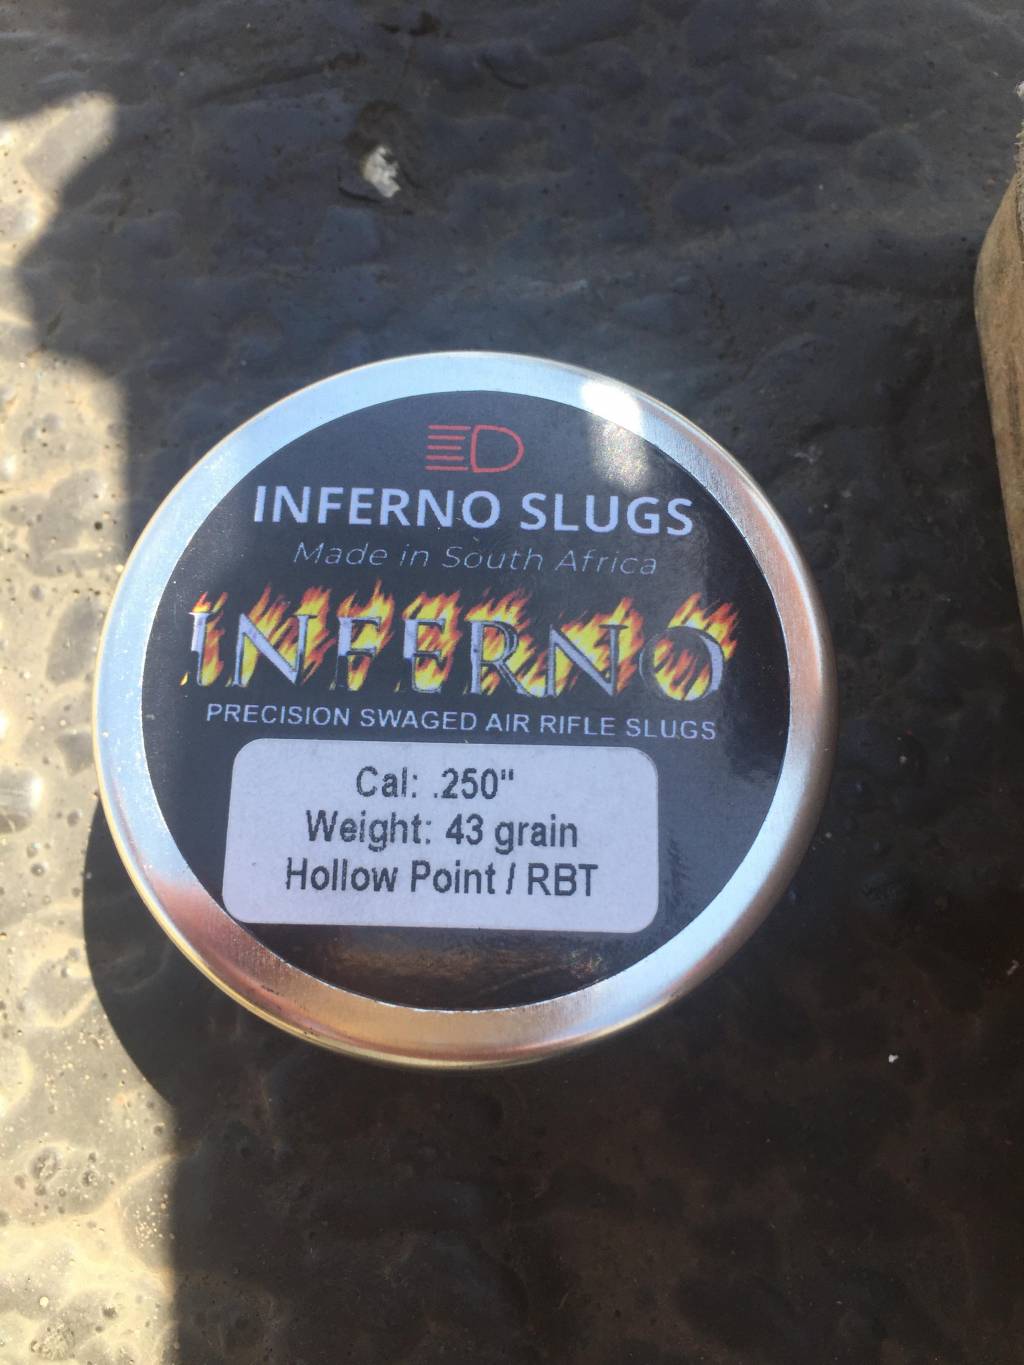 INFERNO SLUGS
Made in South Africa
INFERNO
PRECISION SWAGED AIR RIFLE SLUGS
Cal: .250"
Weight: 43 grain
Hollow Point / RBT